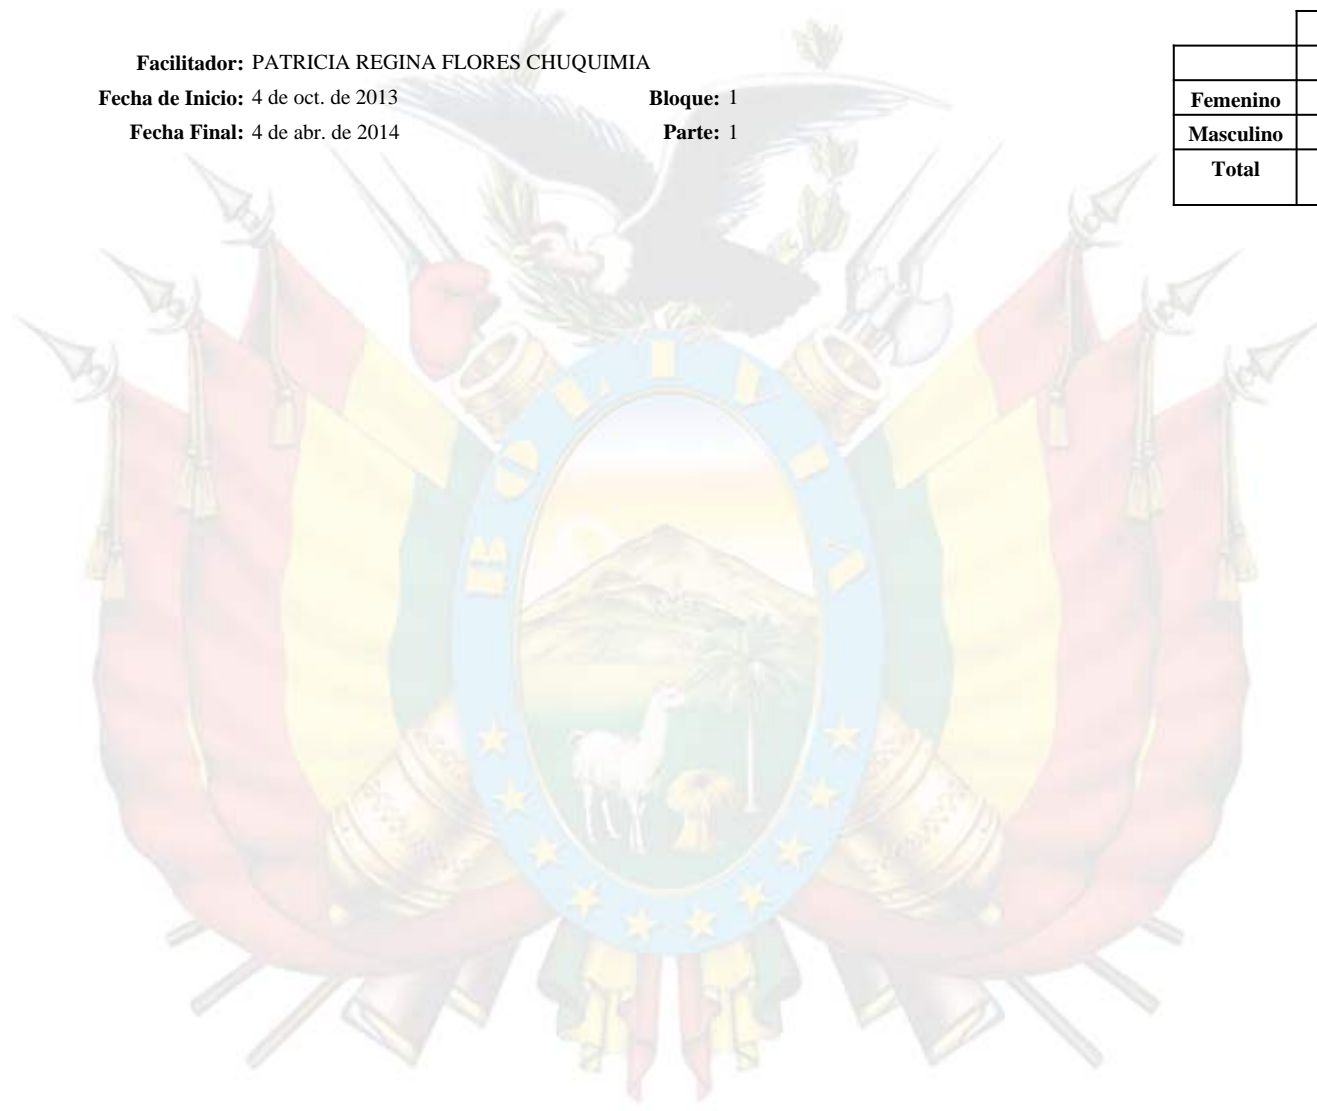 Facilitador: PATRICIA REGINA FLORES CHUQUIMIA
Fecha de Inicio: 4 de oct. de 2013 Bloque: 1
Fecha Final: 4 de abr. de 2014 Parte: 1
Femenino
Masculino
Total
BOLIVIA